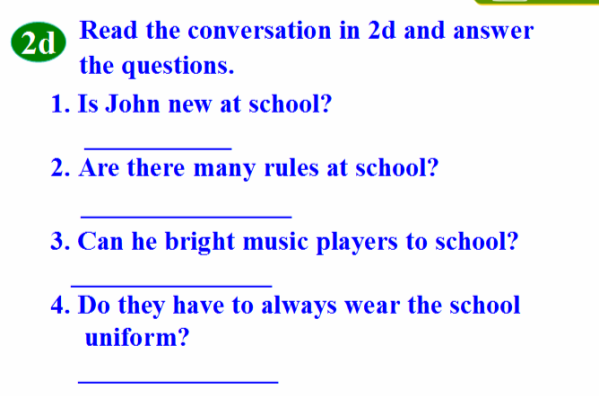 2d Read the conversation in 2d and answer
the questions.
1. Is John new at school?
2. Are there many rules at school?
3. Can he bright music players to school?
4. Do they have to always wear the school
uniform?